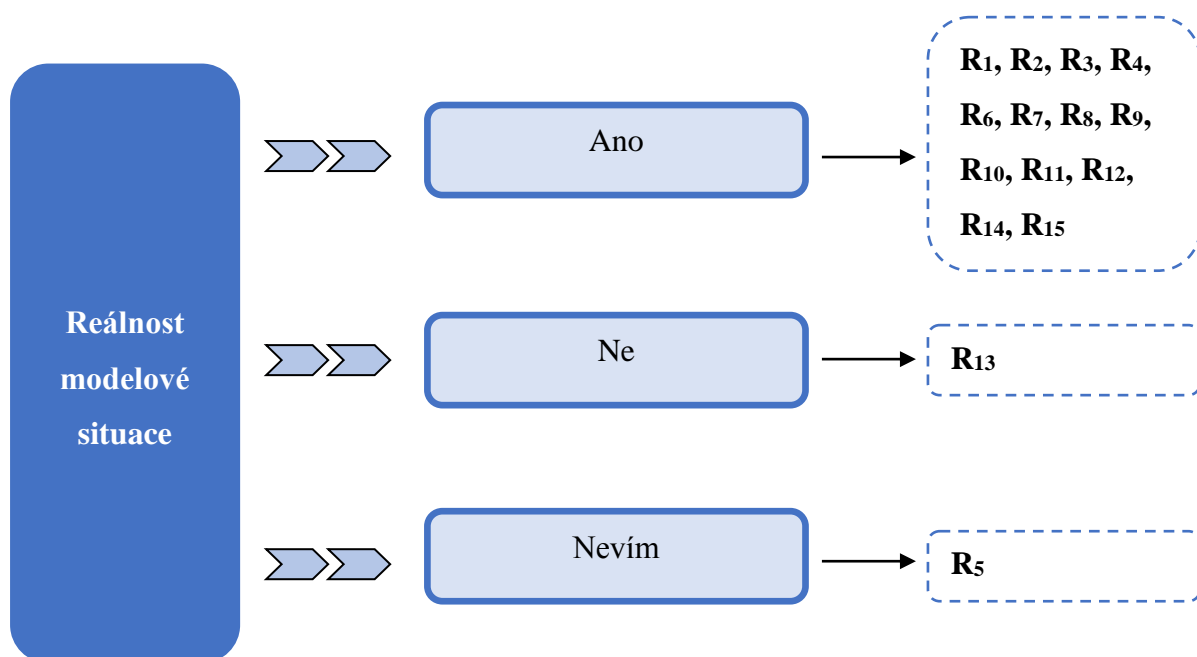 Reálnost
modelové
situace
Ano
R1, R2, R3, R4,
R6, R7, R8, R9,
R10, R11, R12,
R14, R15
Ne
R13
Nevím
R5